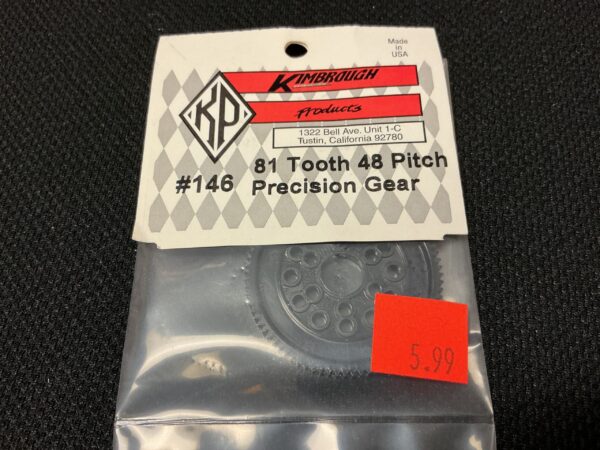 Made
in
USA
KP
KIMBROUGH
Products
1322 Bell Ave. Unit 1-C
Tustin, California 92780
#146
81 Tooth 48 Pitch
Precision Gear
5.99